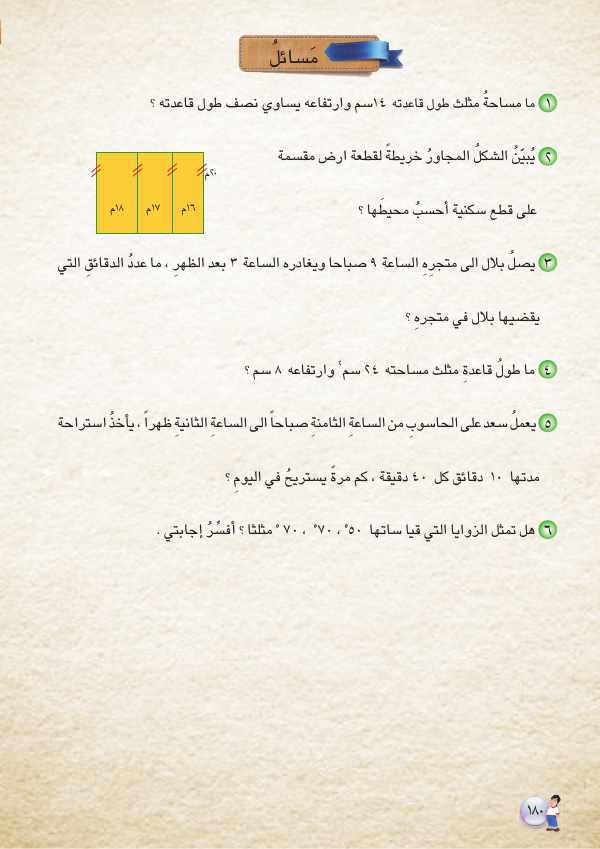 مَسائلُ
١ ما مساحةُ مثلث طول قاعدته ١٤سم وارتفاعه يساوي نصف طول قاعدته ؟
٢ يُبيّنُ الشكلُ المجاورُ خريطةً لقطعة ارض مقسمة
٢٠م
١٦م ١٧م ١٨م
على قطع سكنية أحسبُ محيطَها ؟
٣ يصلُ بلال الى متجرِهِ الساعة ٩ صباحا ويغادره الساعة ٣ بعد الظهرِ ، ما عددُ الدقائقِ التي
يقضيها بلال في متجرهِ ؟
٤ ما طولُ قاعدةِ مثلث مساحته ٢٤ سم٢ وارتفاعه ٨ سم ؟
٥ يعملُ سعد على الحاسوبِ من الساعةِ الثامنةِ صباحاً الى الساعةِ الثانيةِ ظهراً ، يأخذُ استراحة
مدتها ١٠ دقائق كل ٤٠ دقيقة ، كم مرةً يستريحُ في اليومِ ؟
٦ هل تمثل الزوايا التي قيا ساتها ٥٠° ، ٧٠° ، ٧٠° مثلثا ؟ أفسِّرُ إجابتي .
١٨٠